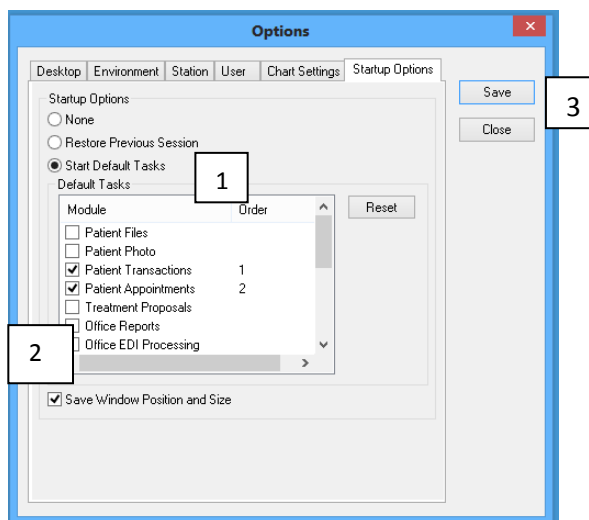 Options
Desktop Environment Station User Chart Settings Startup Options
Startup Options
None
Restore Previous Session
Start Default Tasks
Default Tasks
Module Order
Patient Files
Patient Photo
Patient Transactions 1
Patient Appointments 2
Treatment Proposals
Office Reports
Office EDI Processing
Save Window Position and Size
Reset
Save
Close
1
2
3